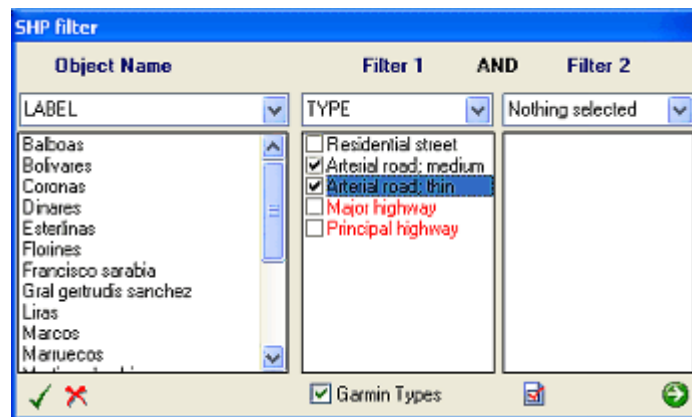 SHP filter
Object Name Filter 1 AND Filter 2
LABEL TYPE Nothing selected
Balboas
Bolivares
Coronas
Dinares
Esterlinas
Florines
Francisco sarabia
Gral gertrudis sanchez
Liras
Marcos
Marruecos
Residential street
Arterial road; medium
Arterial road; thin
Major highway
Principal highway
Garmin Types